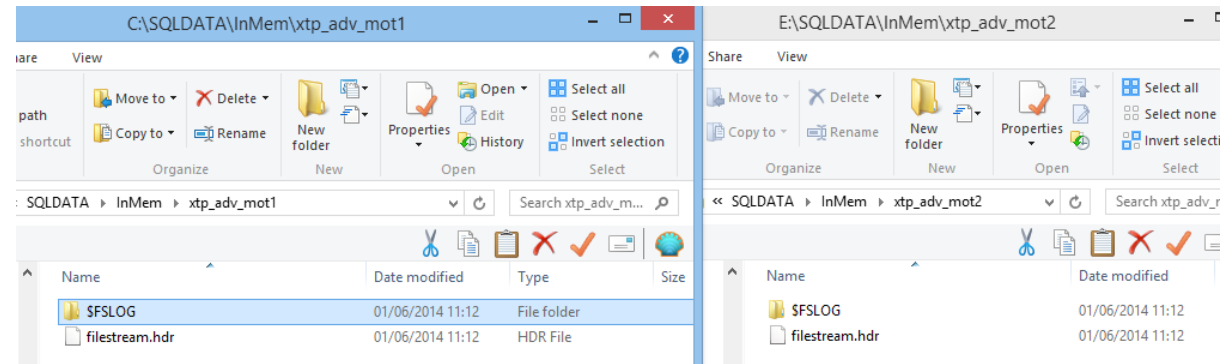 C:\SQLDATA\InMem\xtp_adv_mot1
View
path
shortcut
Move to
Copy to
Delete
Rename
Organize
New folder
New
Properties
Open
Edit
History
Open
Select all
Select none
Invert selection
Select
SQLDATA InMem xtp_adv_mot1
Search xtp_adv_m...
Name Date modified Type Size
$FSLOG 01/06/2014 11:12 File folder
filestream.hdr 01/06/2014 11:12 HDR File
E:\SQLDATA\InMem\xtp_adv_mot2
Share View
Move to
Copy to
Delete
Rename
Organize
New folder
New
Properties
Open
Select all
Select none
Invert selecti
Select
« SQLDATA InMem xtp_adv_mot2
Search xtp_adv_r
Name Date modified
$FSLOG 01/06/2014 11:12
filestream.hdr 01/06/2014 11:12